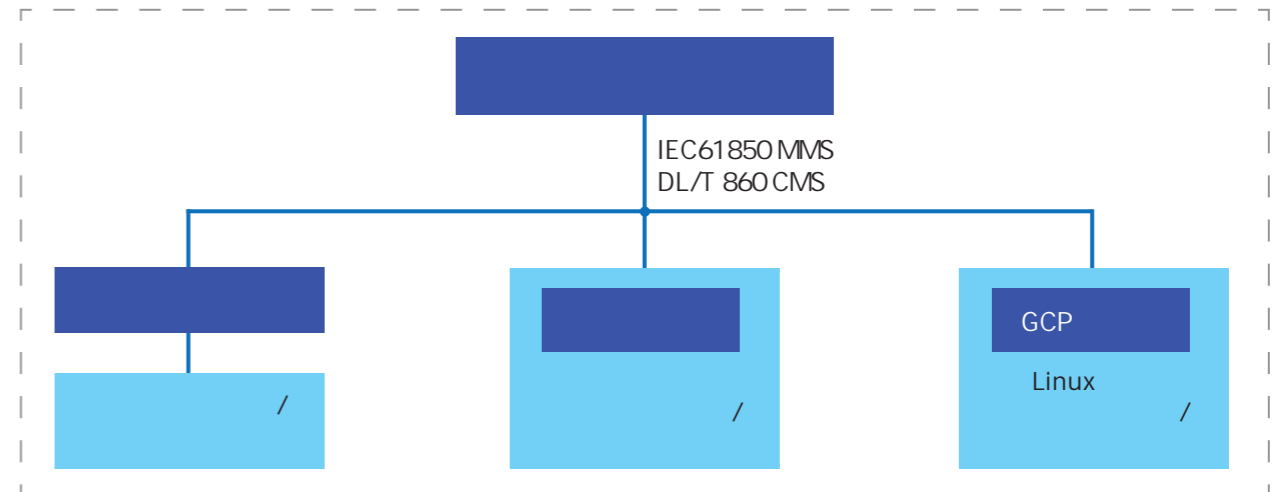 IEC61850 MMS
DL/T 860 CMS
GCP
Linux
/
/
/